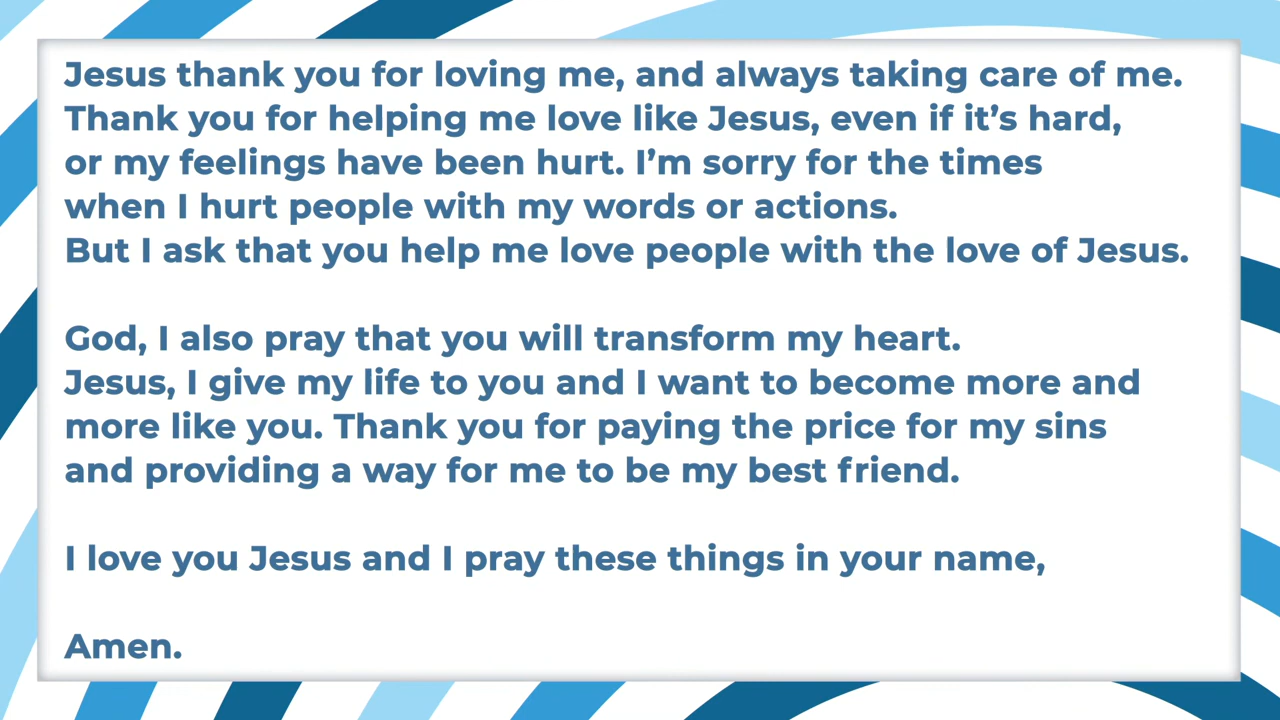 Jesus thank you for loving me, and always taking care of me.
Thank you for helping me love like Jesus, even if it’s hard,
or my feelings have been hurt. I’m sorry for the times
when I hurt people with my words or actions.
But I ask that you help me love people with the love of Jesus.
God, I also pray that you will transform my heart.
Jesus, I give my life to you and I want to become more and
more like you. Thank you for paying the price for my sins
and providing a way for me to be my best friend.
I love you Jesus and I pray these things in your name,
Amen.